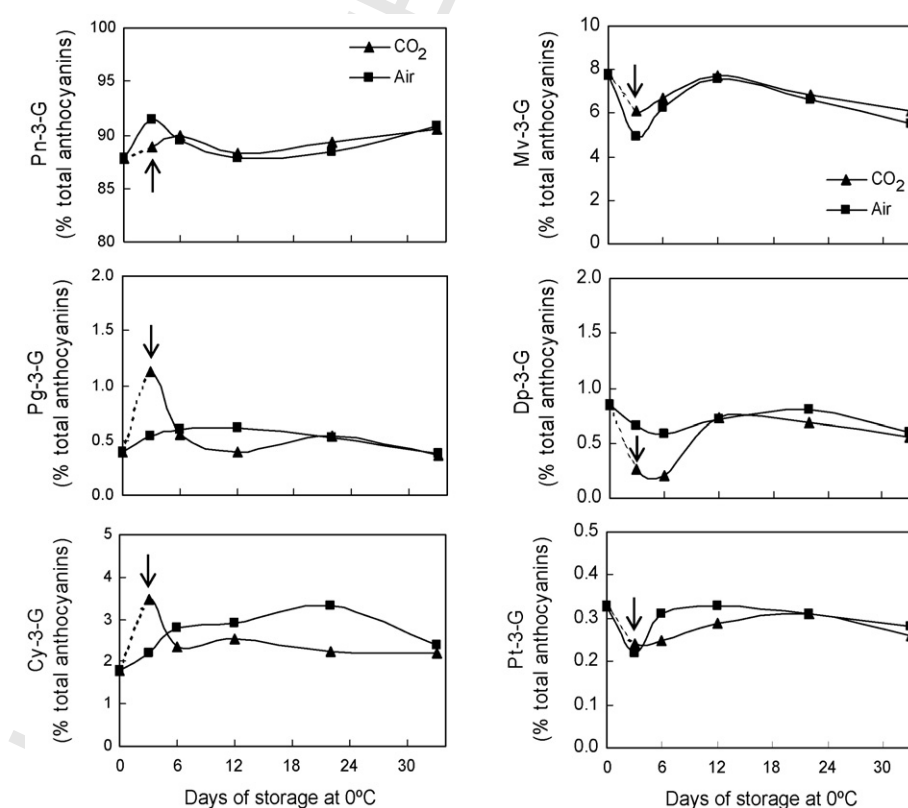 100
95
90
85
80
Pn-3-G
(% total anthocyanins)
CO₂
Air
10
8
6
4
2
0
Mv-3-G
(% total anthocyanins)
CO₂
Air
2.0
1.5
1.0
0.5
0.0
Pg-3-G
(% total anthocyanins)
2.0
1.5
1.0
0.5
0.0
Dp-3-G
(% total anthocyanins)
5
4
3
2
1
0
Cy-3-G
(% total anthocyanins)
0 6 12 18 24 30
Days of storage at 0ºC
0.5
0.4
0.3
0.2
0.1
0.0
Pt-3-G
(% total anthocyanins)
0 6 12 18 24 30
Days of storage at 0ºC